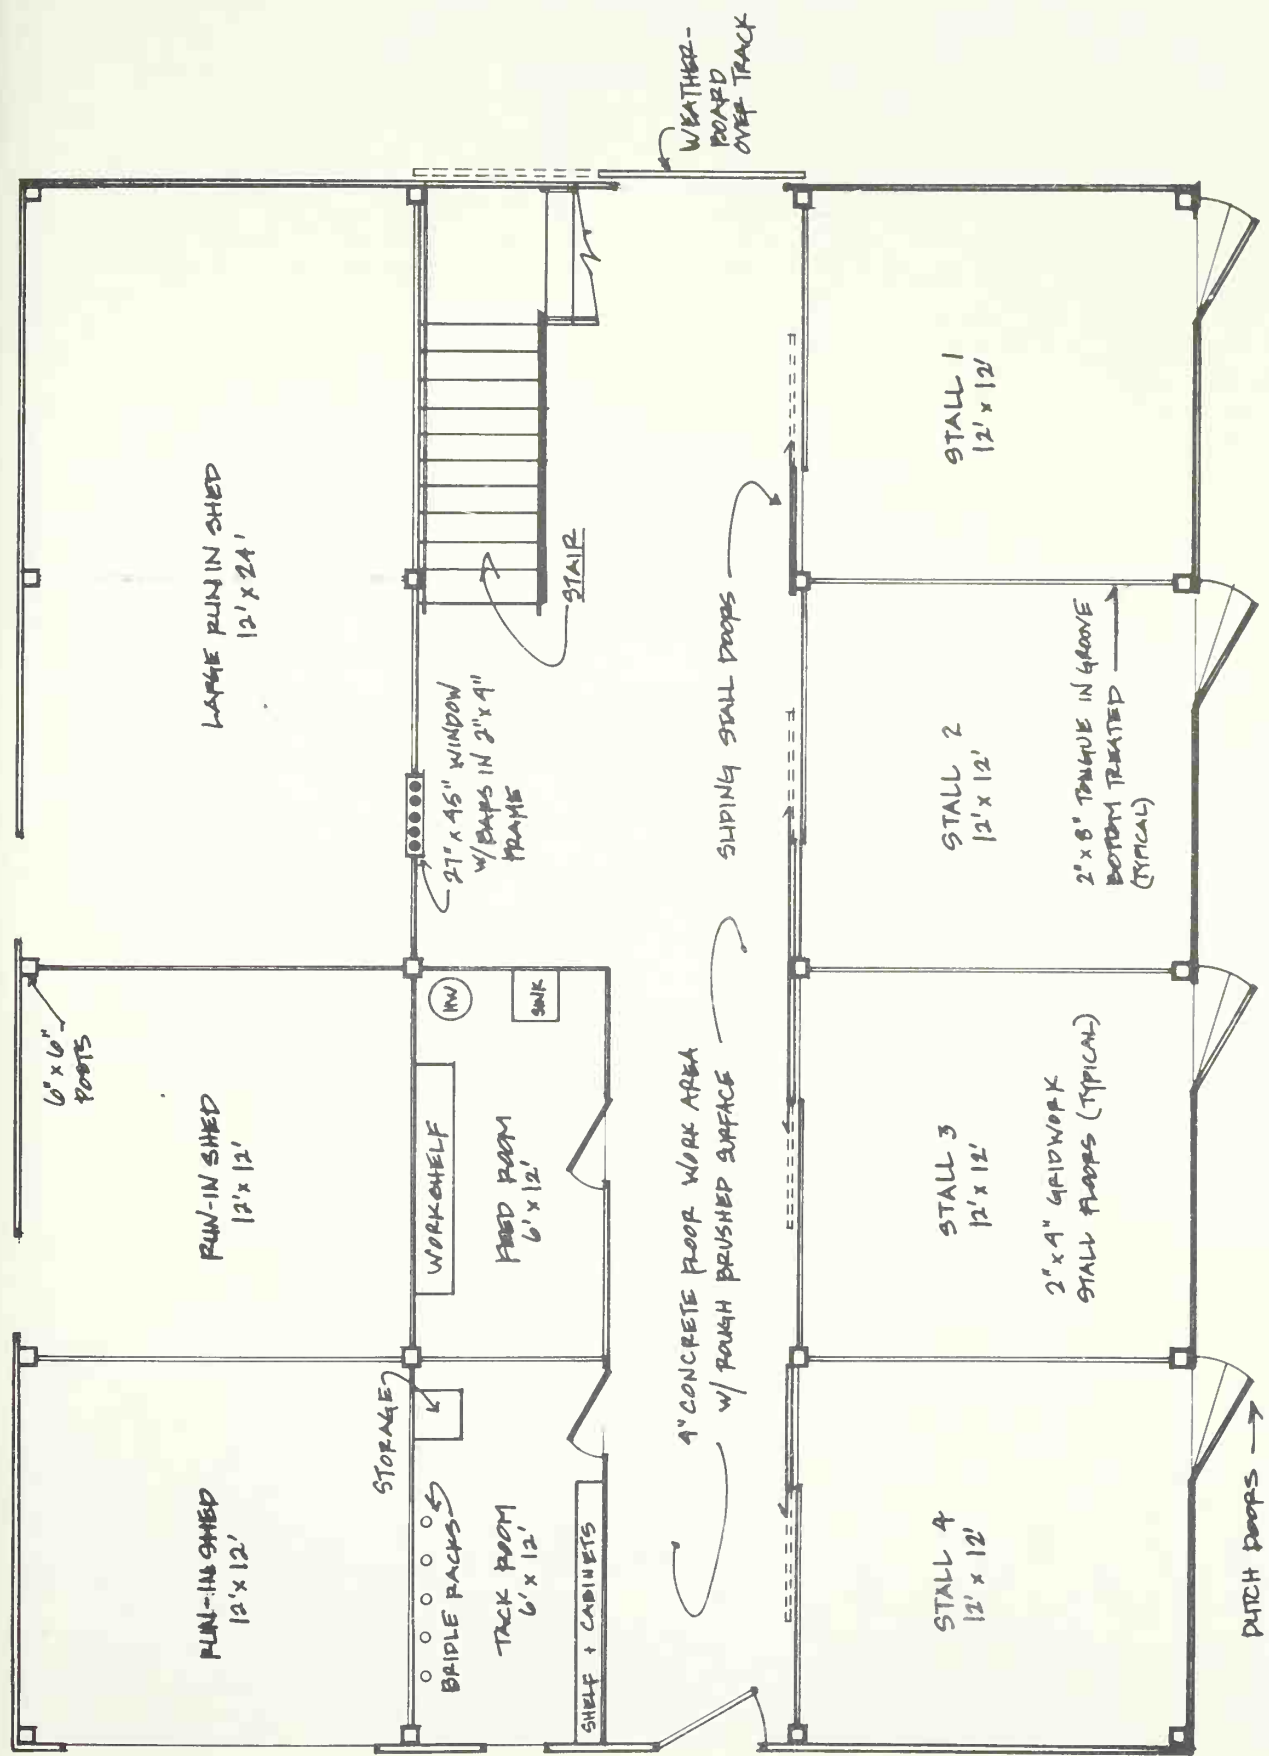 6" x 6"
POSTS
RUN-IN SHED
12' x 12'
RUN-IN SHED
12' x 12'
LARGE RUN IN SHED
12' x 24'
STORAGE
BRIDLE RACKS
TACK ROOM
6' x 12'
SHELF + CABINETS
WORKSHELF
FEED ROOM
6' x 12'
HW
SINK
27" x 45" WINDOW
W/ BARS IN 2" x 4"
FRAME
STAIR
WEATHER-
BOARD
OVER TRACK
4" CONCRETE FLOOR WORK AREA
W/ ROUGH BRUSHED SURFACE
SLIDING STALL DOORS
STALL 4
12' x 12'
STALL 3
12' x 12'
2" x 4" GRIDWORK
STALL FLOORS (TYPICAL)
STALL 2
12' x 12'
2" x 8" TONGUE IN GROOVE
BOTTOM TREATED
(TYPICAL)
STALL 1
12' x 12'
DUTCH DOORS